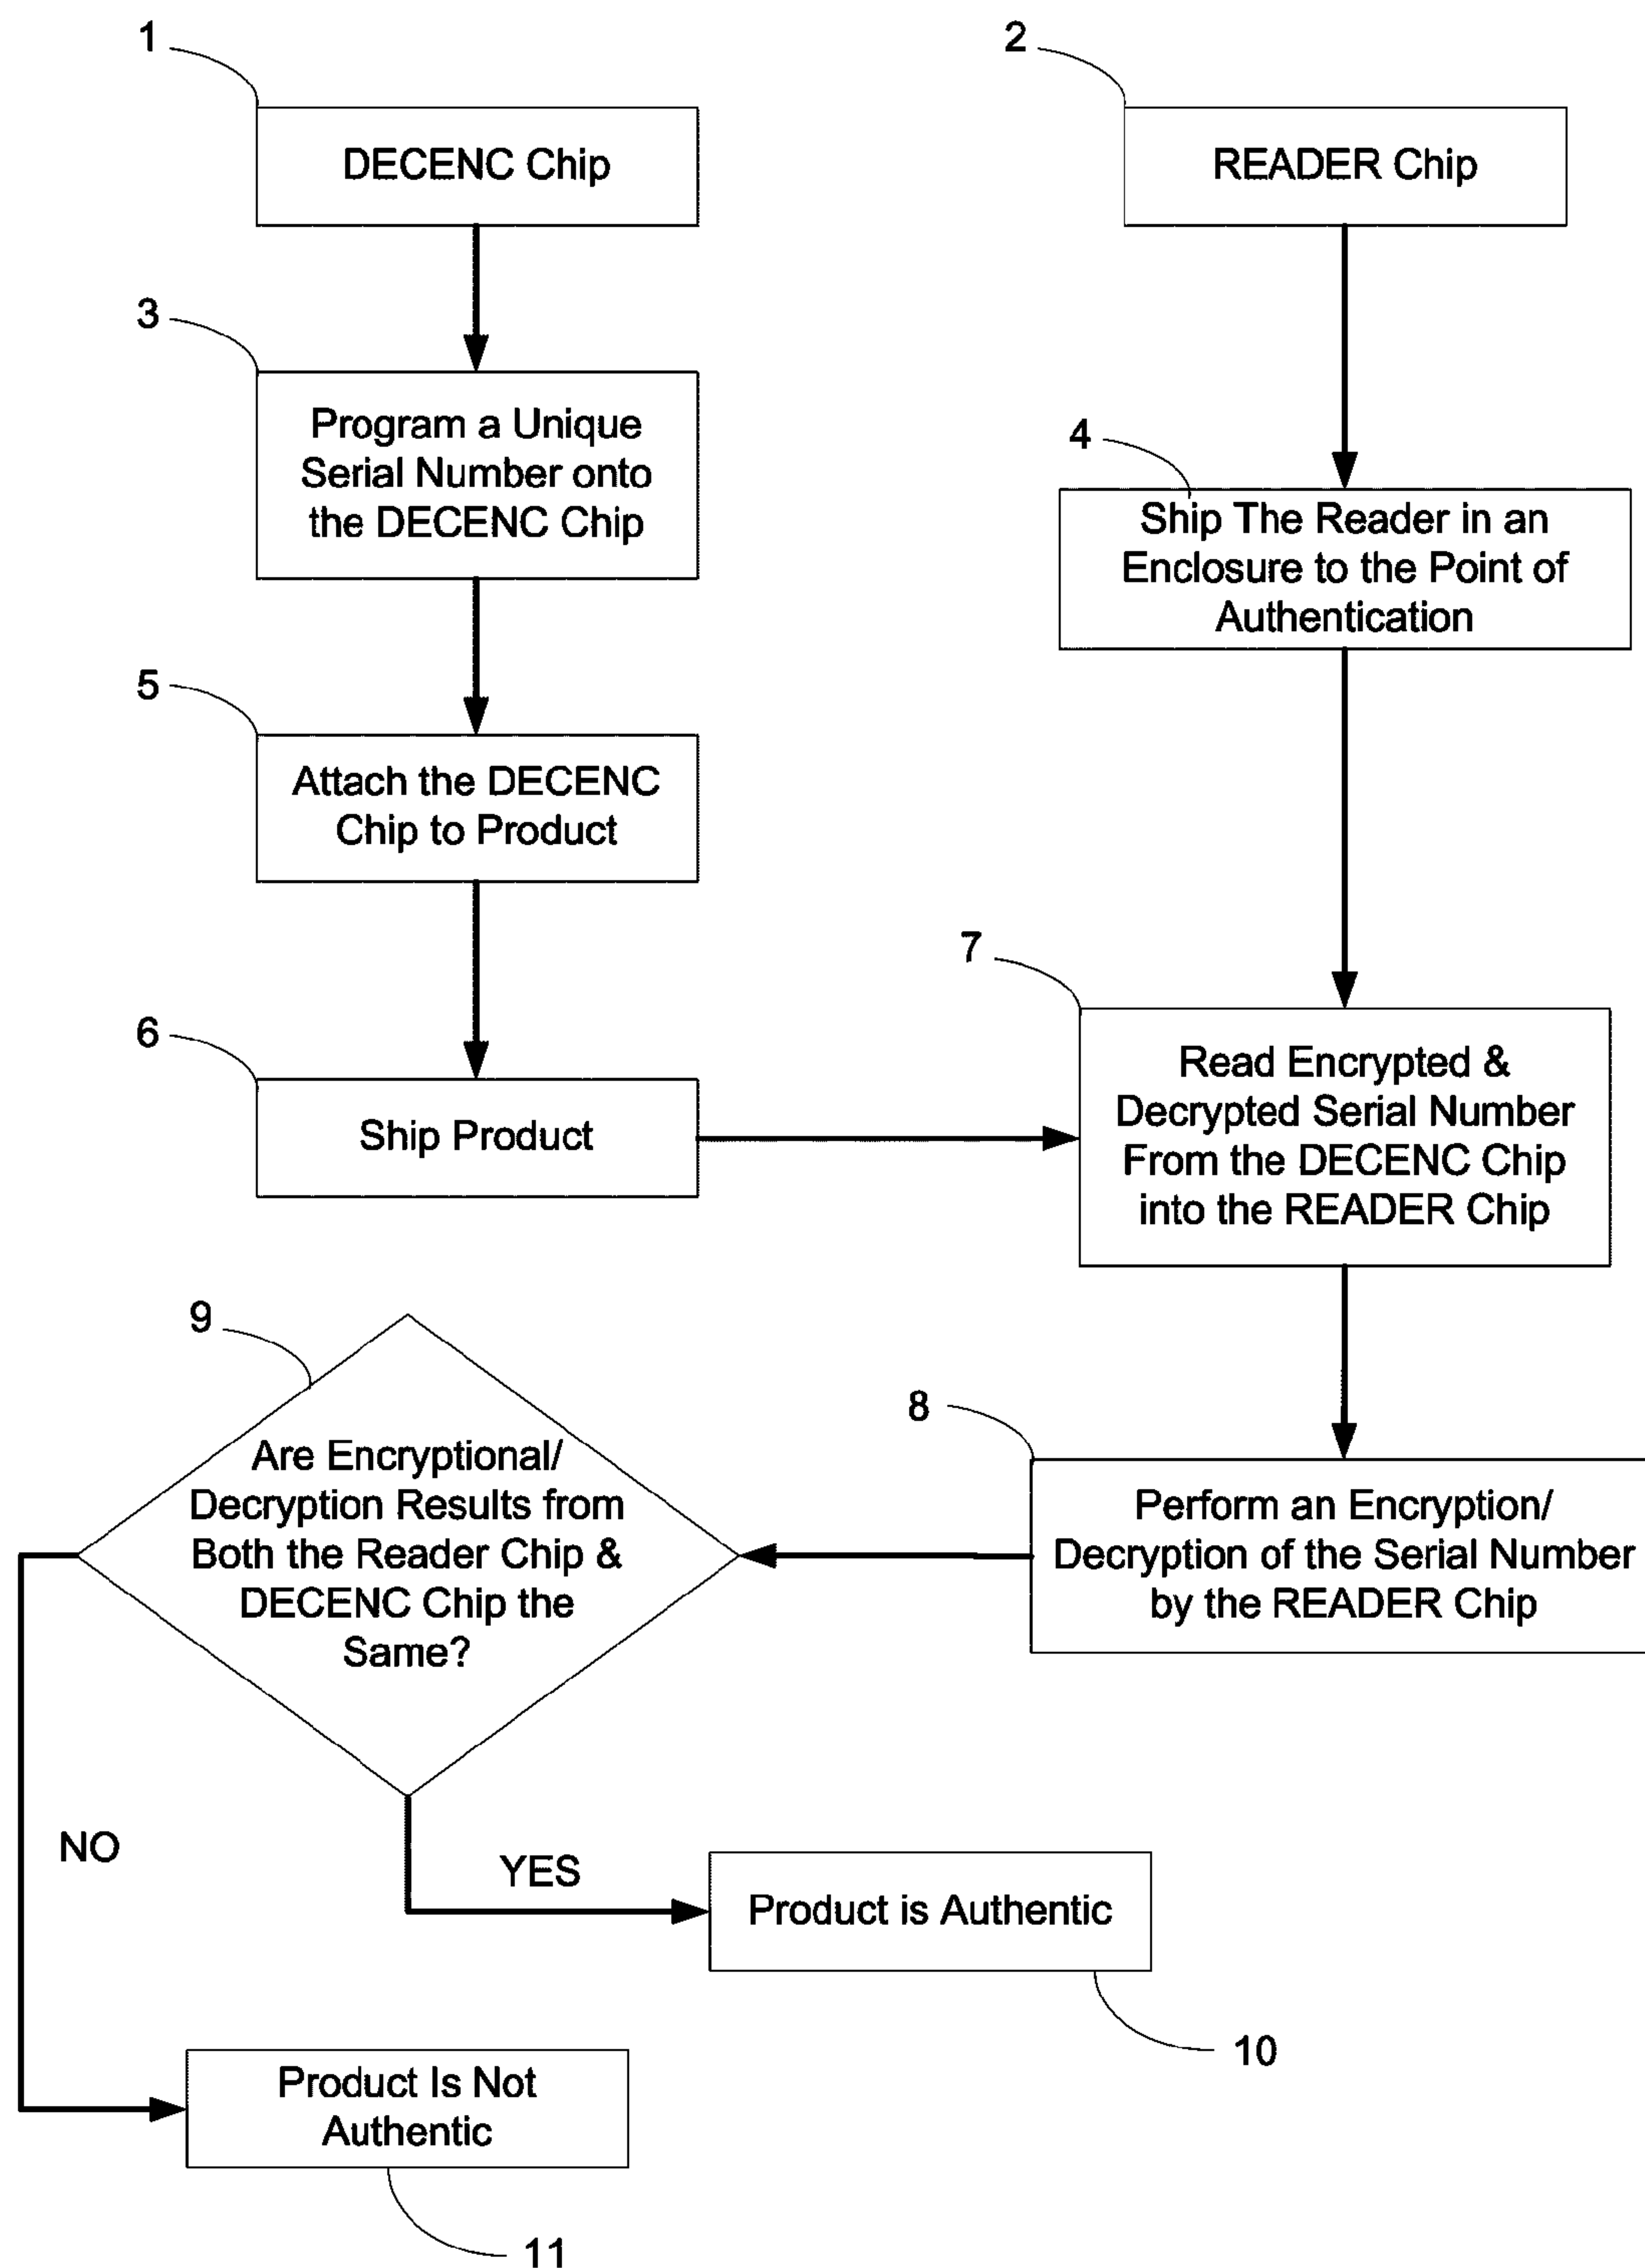 1
DECENC Chip
2
READER Chip
3
Program a Unique
Serial Number onto
the DECENC Chip
4
Ship The Reader in an
Enclosure to the Point of
Authentication
5
Attach the DECENC
Chip to Product
6
Ship Product
7
Read Encrypted &
Decrypted Serial Number
From the DECENC Chip
into the READER Chip
8
Perform an Encryption/
Decryption of the Serial Number
by the READER Chip
9
Are Encryptional/
Decryption Results from
Both the Reader Chip &
DECENC Chip the
Same?
NO
YES
Product is Authentic
10
Product Is Not
Authentic
11